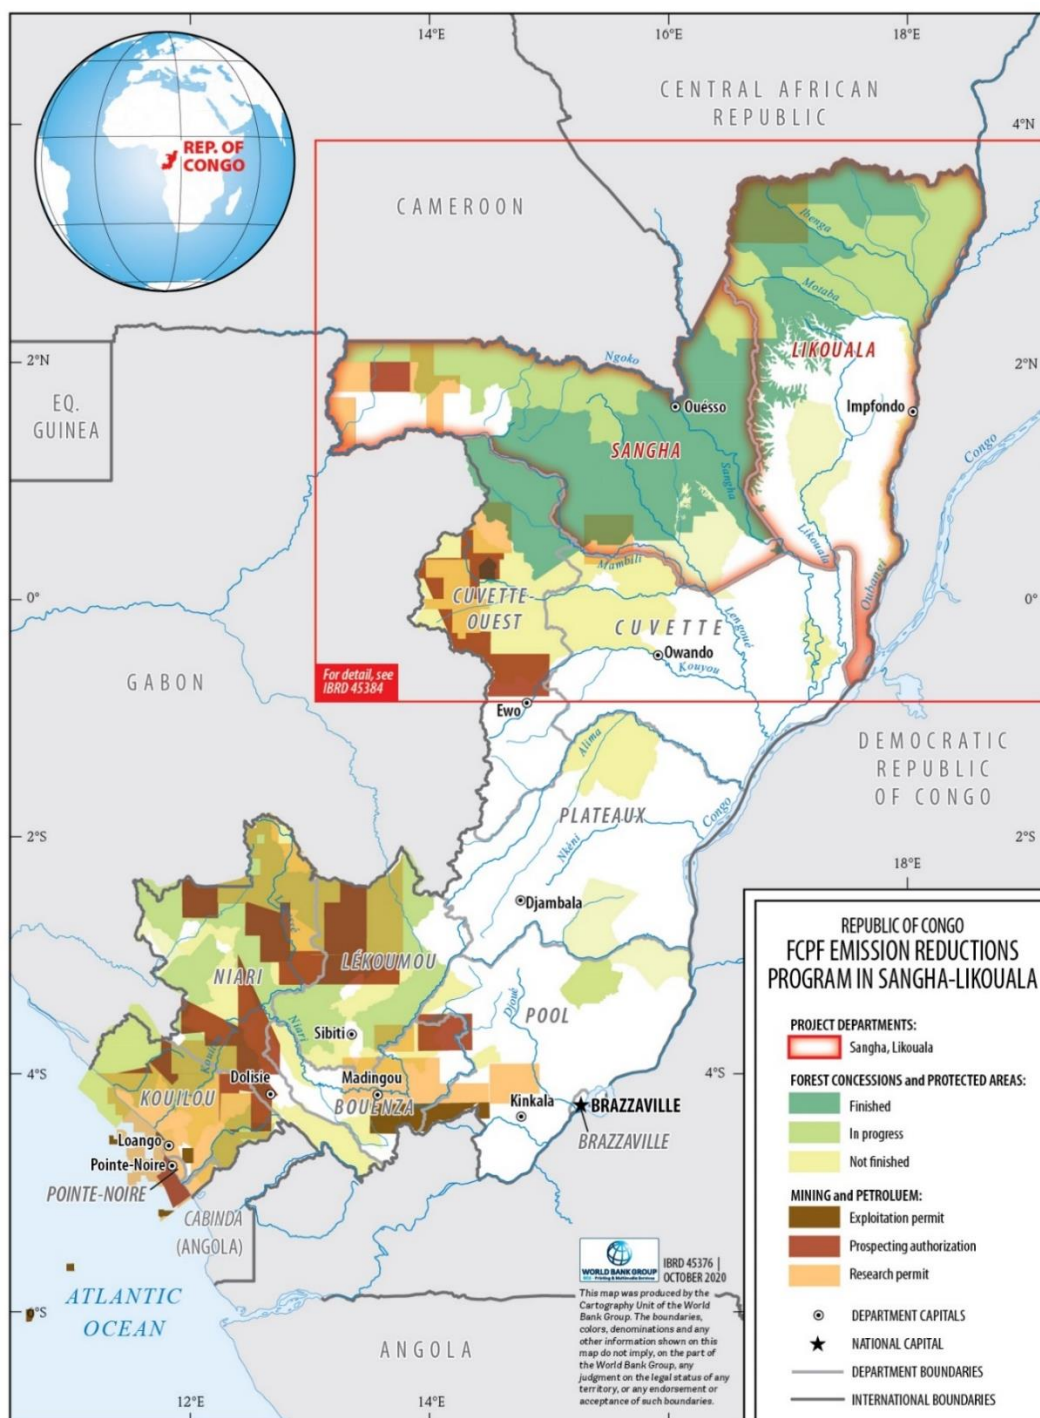 14°E
16°E
18°E
CENTRAL AFRICAN
REPUBLIC
4°N
REP. OF
CONGO
CAMEROON
Ibenga
Motaba
2°N
Ngoko
LIKOUALA
2°N
EQ.
GUINEA
Ouésso
Impfondo
Congo
SANGHA
Sangha
Likouala
Oubangi
Mambili
0°
CUVETTE-
OUEST
CUVETTE
Lengoué
0°
Owando
Kouyou
GABON
For detail, see
IBRD 45384
Ewo
Alima
DEMOCRATIC
REPUBLIC
OF CONGO
PLATEAUX
Congo
Nkéni
2°S
2°S
18°E
Djambala
NIARI
LÉKOUMOU
Djoué
POOL
Niari
Sibiti
Kouilou
4°S
4°S
Dolisie
Madingou
KOUILOU
BOUENZA
Kinkala
BRAZZAVILLE
BRAZZAVILLE
Loango
Pointe-Noire
POINTE-NOIRE
CABINDA
(ANGOLA)
ATLANTIC
OCEAN
6°S
ANGOLA
12°E
14°E
WORLD BANK GROUP
Printing & Multimedia Services
IBRD 45376 |
OCTOBER 2020
This map was produced by the
Cartography Unit of the World
Bank Group. The boundaries,
colors, denominations and any
other information shown on this
map do not imply, on the part of
the World Bank Group, any
judgment on the legal status of any
territory, or any endorsement or
acceptance of such boundaries.
REPUBLIC OF CONGO
FCPF EMISSION REDUCTIONS
PROGRAM IN SANGHA-LIKOUALA
PROJECT DEPARTMENTS:
Sangha, Likouala
FOREST CONCESSIONS and PROTECTED AREAS:
Finished
In progress
Not finished
MINING and PETROLUEM:
Exploitation permit
Prospecting authorization
Research permit
DEPARTMENT CAPITALS
NATIONAL CAPITAL
DEPARTMENT BOUNDARIES
INTERNATIONAL BOUNDARIES